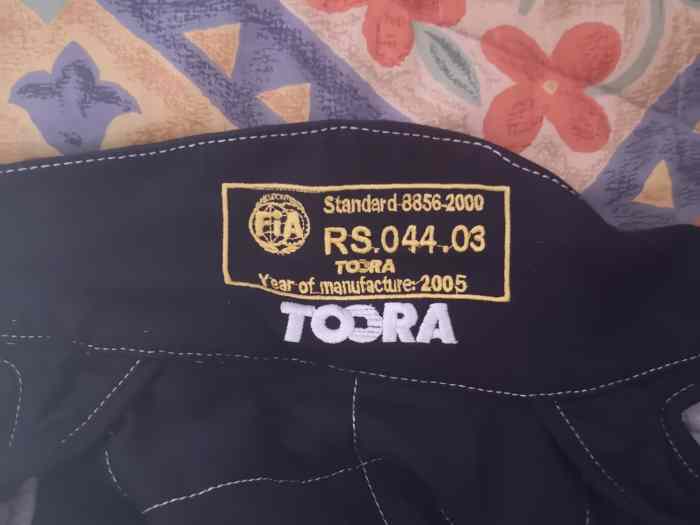 FIA
Standard 8856-2000
RS.044.03
TOORA
Year of manufacture: 2005
TOORA